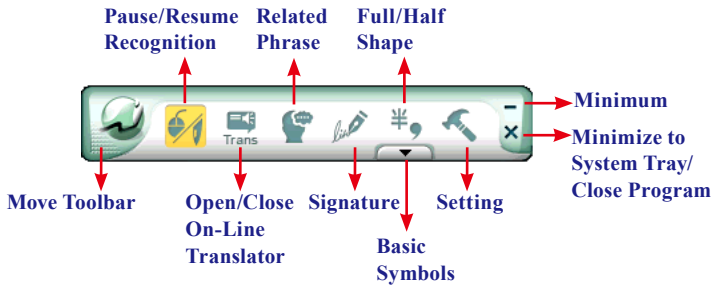 Pause/Resume
Recognition
Related
Phrase
Full/Half
Shape
Trans
半,
Minimum
Minimize to
System Tray/
Close Program
Move Toolbar
Open/Close
On-Line
Translator
Signature
Setting
Basic
Symbols